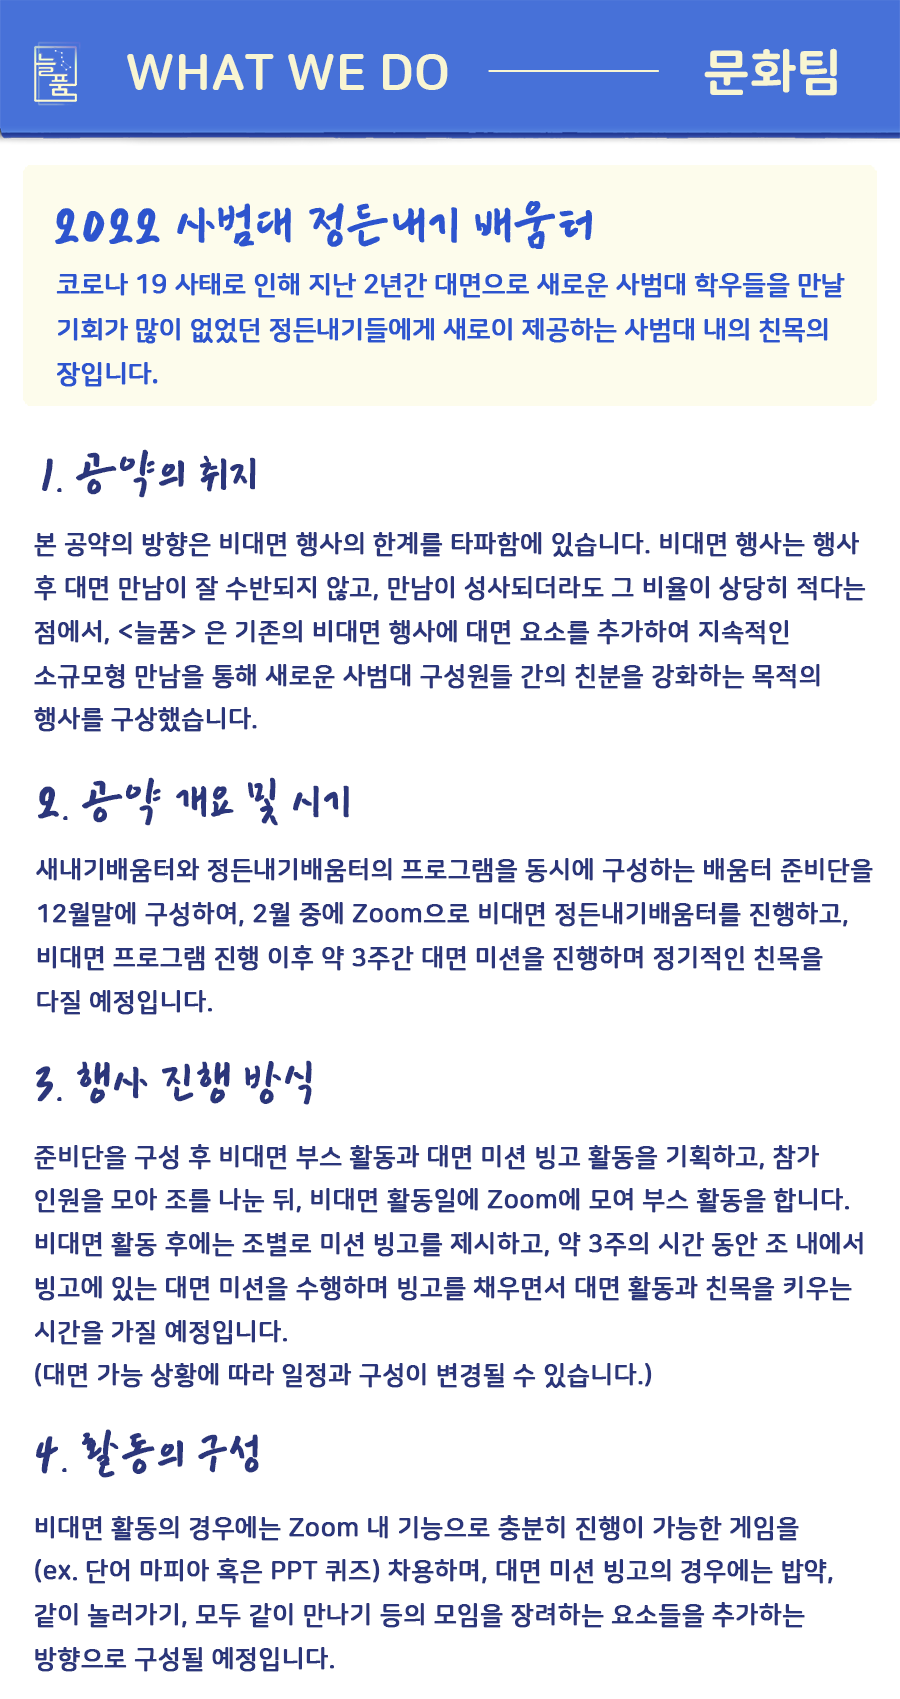 늘품
WHAT WE DO
문화팀
2022 사범대 정든내기 배움터
코로나 19 사태로 인해 지난 2년간 대면으로 새로운 사범대 학우들을 만날
기회가 많이 없었던 정든내기들에게 새로이 제공하는 사범대 내의 친목의
장입니다.
1. 공약의 취지
본 공약의 방향은 비대면 행사의 한계를 타파함에 있습니다. 비대면 행사는 행사
후 대면 만남이 잘 수반되지 않고, 만남이 성사되더라도 그 비율이 상당히 적다는
점에서, <늘품> 은 기존의 비대면 행사에 대면 요소를 추가하여 지속적인
소규모형 만남을 통해 새로운 사범대 구성원들 간의 친분을 강화하는 목적의
행사를 구상했습니다.
2. 공약 개요 및 시기
새내기배움터와 정든내기배움터의 프로그램을 동시에 구성하는 배움터 준비단을
12월말에 구성하여, 2월 중에 Zoom으로 비대면 정든내기배움터를 진행하고,
비대면 프로그램 진행 이후 약 3주간 대면 미션을 진행하며 정기적인 친목을
다질 예정입니다.
3. 행사 진행 방식
준비단을 구성 후 비대면 부스 활동과 대면 미션 빙고 활동을 기획하고, 참가
인원을 모아 조를 나눈 뒤, 비대면 활동일에 Zoom에 모여 부스 활동을 합니다.
비대면 활동 후에는 조별로 미션 빙고를 제시하고, 약 3주의 시간 동안 조 내에서
빙고에 있는 대면 미션을 수행하며 빙고를 채우면서 대면 활동과 친목을 키우는
시간을 가질 예정입니다.
(대면 가능 상황에 따라 일정과 구성이 변경될 수 있습니다.)
4. 활동의 구성
비대면 활동의 경우에는 Zoom 내 기능으로 충분히 진행이 가능한 게임을
(ex. 단어 마피아 혹은 PPT 퀴즈) 차용하며, 대면 미션 빙고의 경우에는 밥약,
같이 놀러가기, 모두 같이 만나기 등의 모임을 장려하는 요소들을 추가하는
방향으로 구성될 예정입니다.